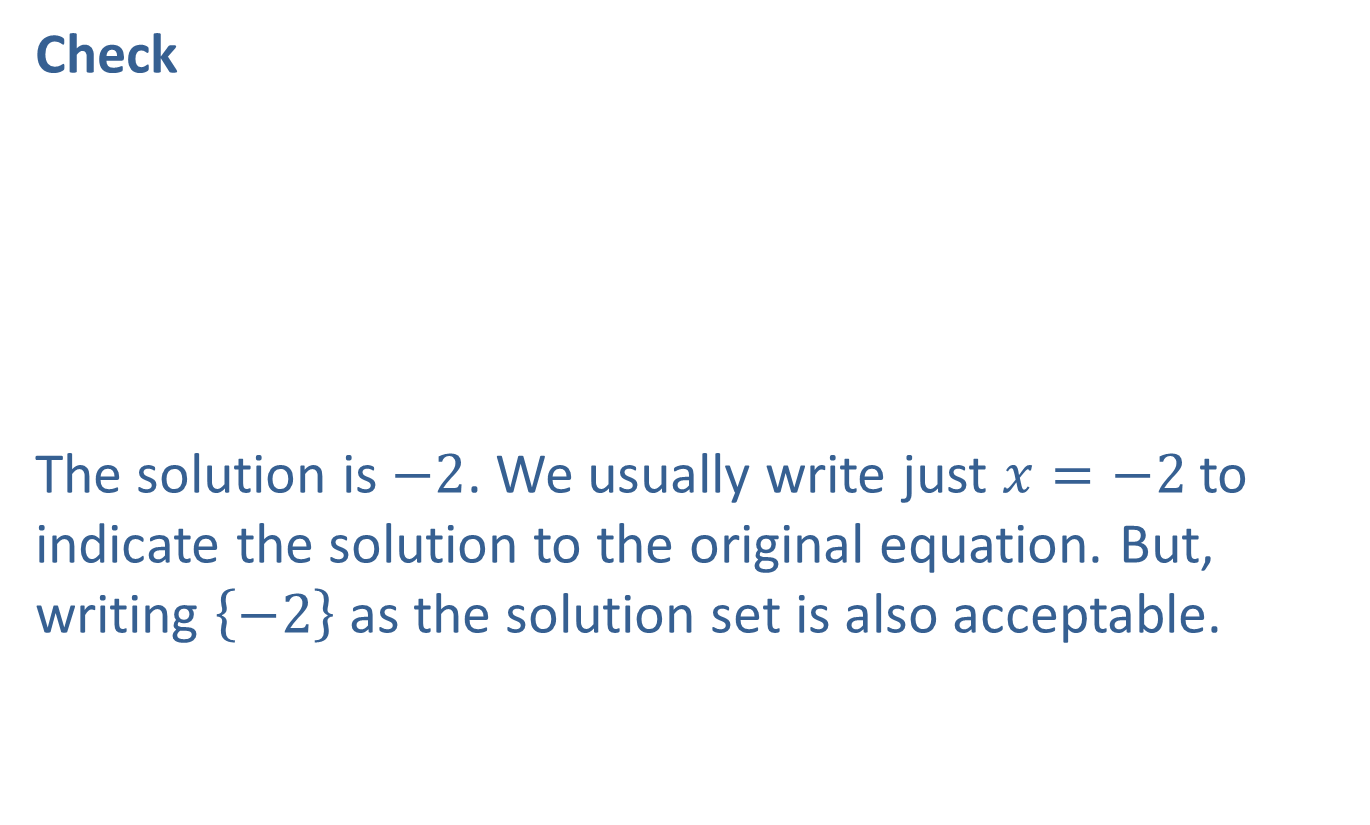 Check
The solution is −2. We usually write just x = −2 to
indicate the solution to the original equation. But,
writing {−2} as the solution set is also acceptable.